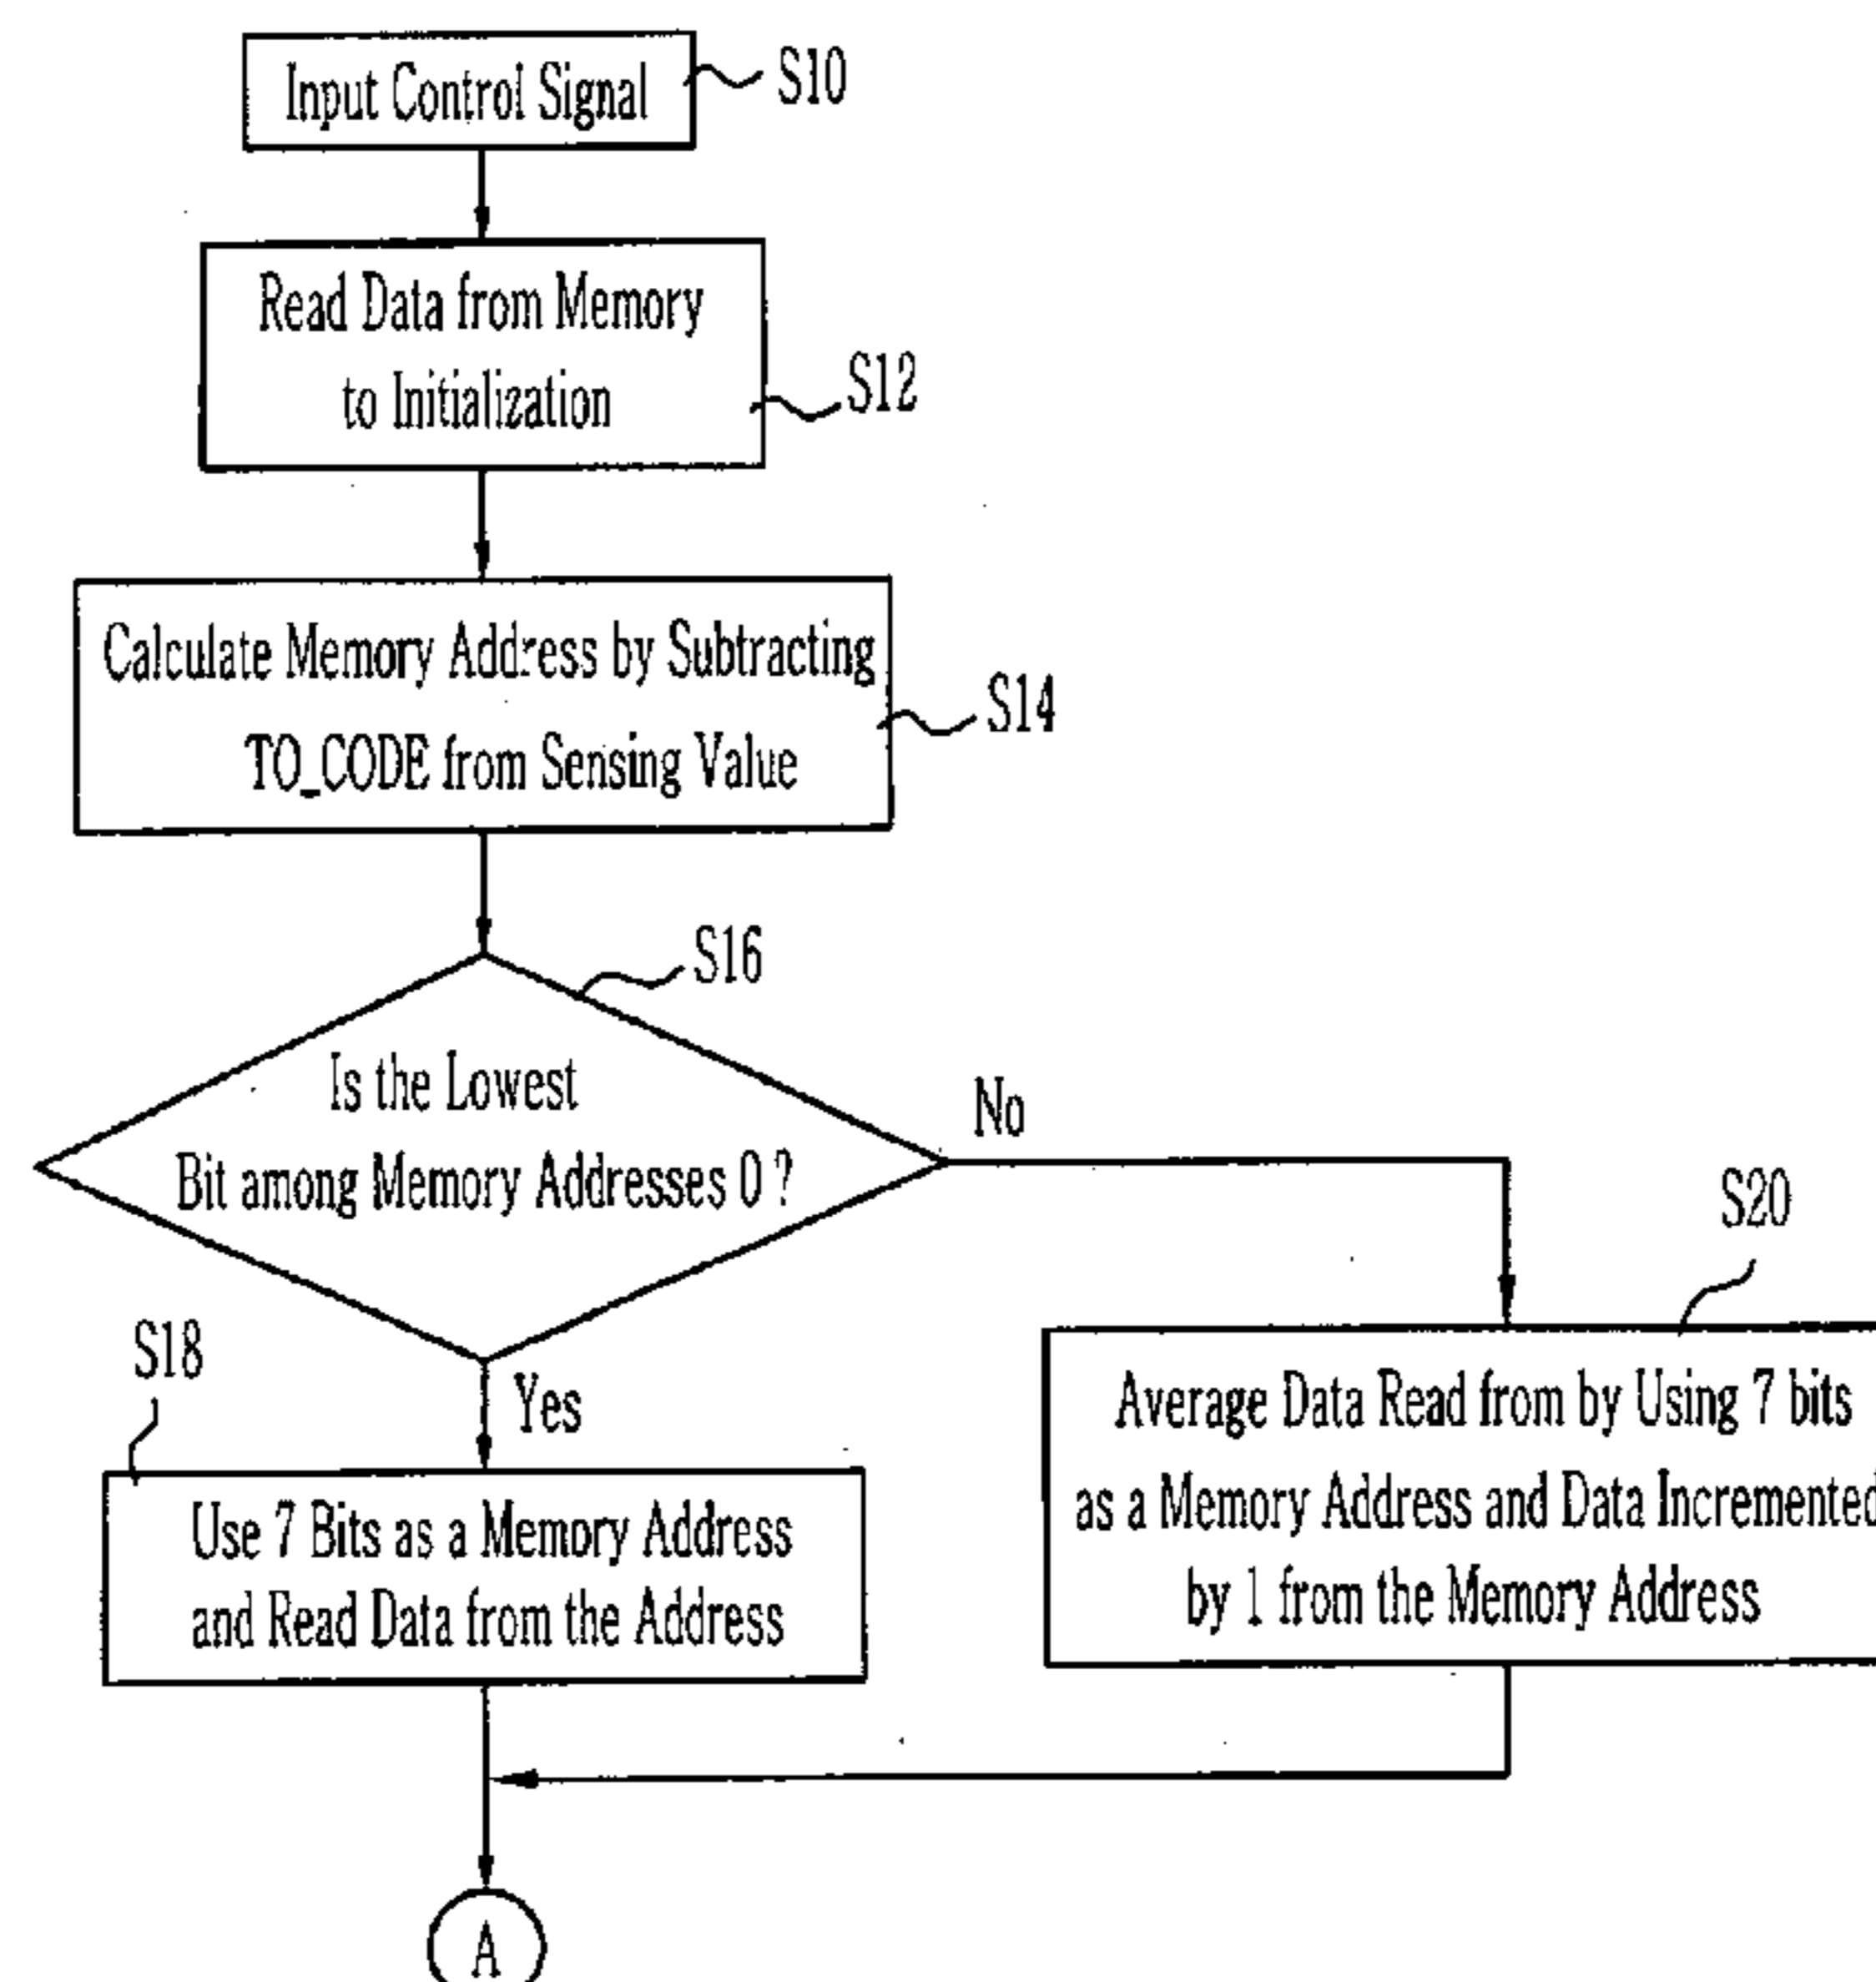 Input Control Signal
S10
Read Data from Memory
to Initialization
S12
Calculate Memory Address by Subtracting
TO_CODE from Sensing Value
S14
S16
Is the Lowest
Bit among Memory Addresses 0 ?
No
Yes
S18
Use 7 Bits as a Memory Address
and Read Data from the Address
S20
Average Data Read from by Using 7 bits
as a Memory Address and Data Incremented
by 1 from the Memory Address
A